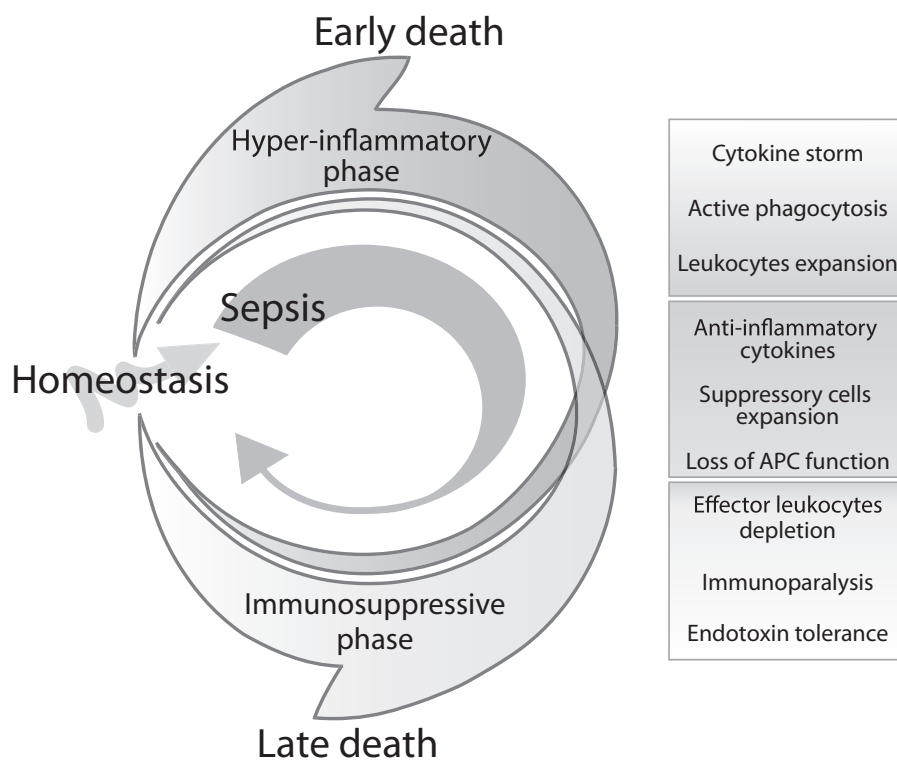 Early death
Hyper-inflammatory
phase
Sepsis
Homeostasis
Immunosuppressive
phase
Late death
Cytokine storm
Active phagocytosis
Leukocytes expansion
Anti-inflammatory
cytokines
Suppressory cells
expansion
Loss of APC function
Effector leukocytes
depletion
Immunoparalysis
Endotoxin tolerance